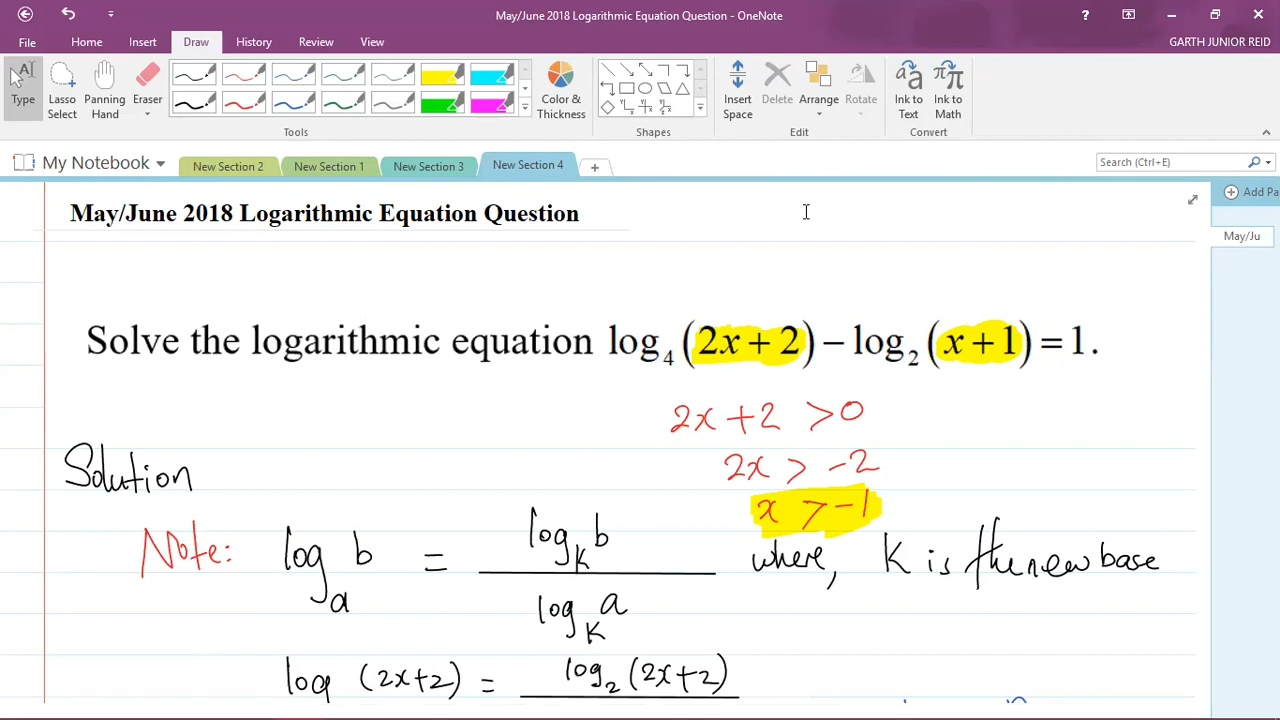 May/June 2018 Logarithmic Equation Question - OneNote
File Home Insert Draw History Review View GARTH JUNIOR REID
Type Lasso Select Panning Hand Eraser Color & Thickness Insert Space Delete Arrange Rotate Ink to Text Ink to Math
Tools Shapes Edit Convert
My Notebook New Section 2 New Section 1 New Section 3 New Section 4 Search (Ctrl+E)
Add Pa
May/Ju
May/June 2018 Logarithmic Equation Question
Solve the logarithmic equation log₄(2x+2)−log₂(x+1)=1.
2x+2 >0
2x > -2
x > -1
Solution
Note: log_a b = log_K b / log_K a where, K is the new base
log (2x+2) = log₂(2x+2)